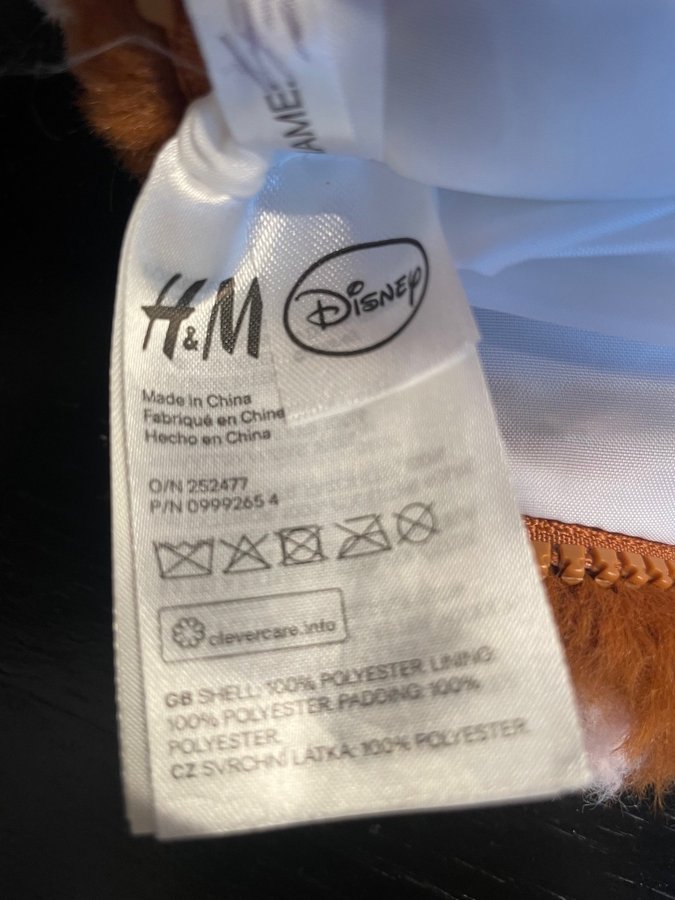 AME:
H&M
Disney
Made in China
Fabriqué en Chine
Hecho en China
O/N 252477
P/N 0999265 4
clevercare.info
GB SHELL: 100% POLYESTER. LINING:
100% POLYESTER. PADDING: 100%
POLYESTER.
CZ SVRCHNÍ LÁTKA: 100% POLYESTER